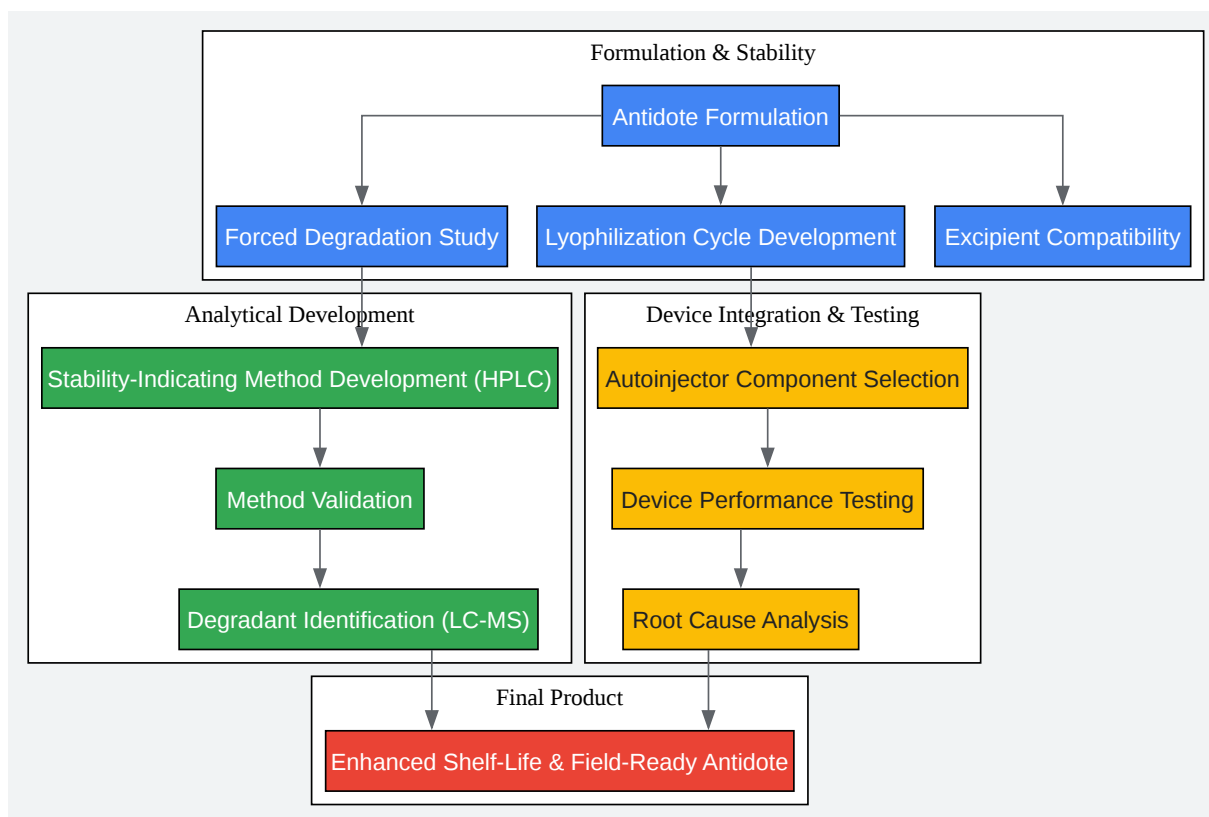 Formulation & Stability
Antidote Formulation
Forced Degradation Study
Lyophilization Cycle Development
Excipient Compatibility
Analytical Development
Stability-Indicating Method Development (HPLC)
Method Validation
Degradant Identification (LC-MS)
Device Integration & Testing
Autoinjector Component Selection
Device Performance Testing
Root Cause Analysis
Final Product
Enhanced Shelf-Life & Field-Ready Antidote